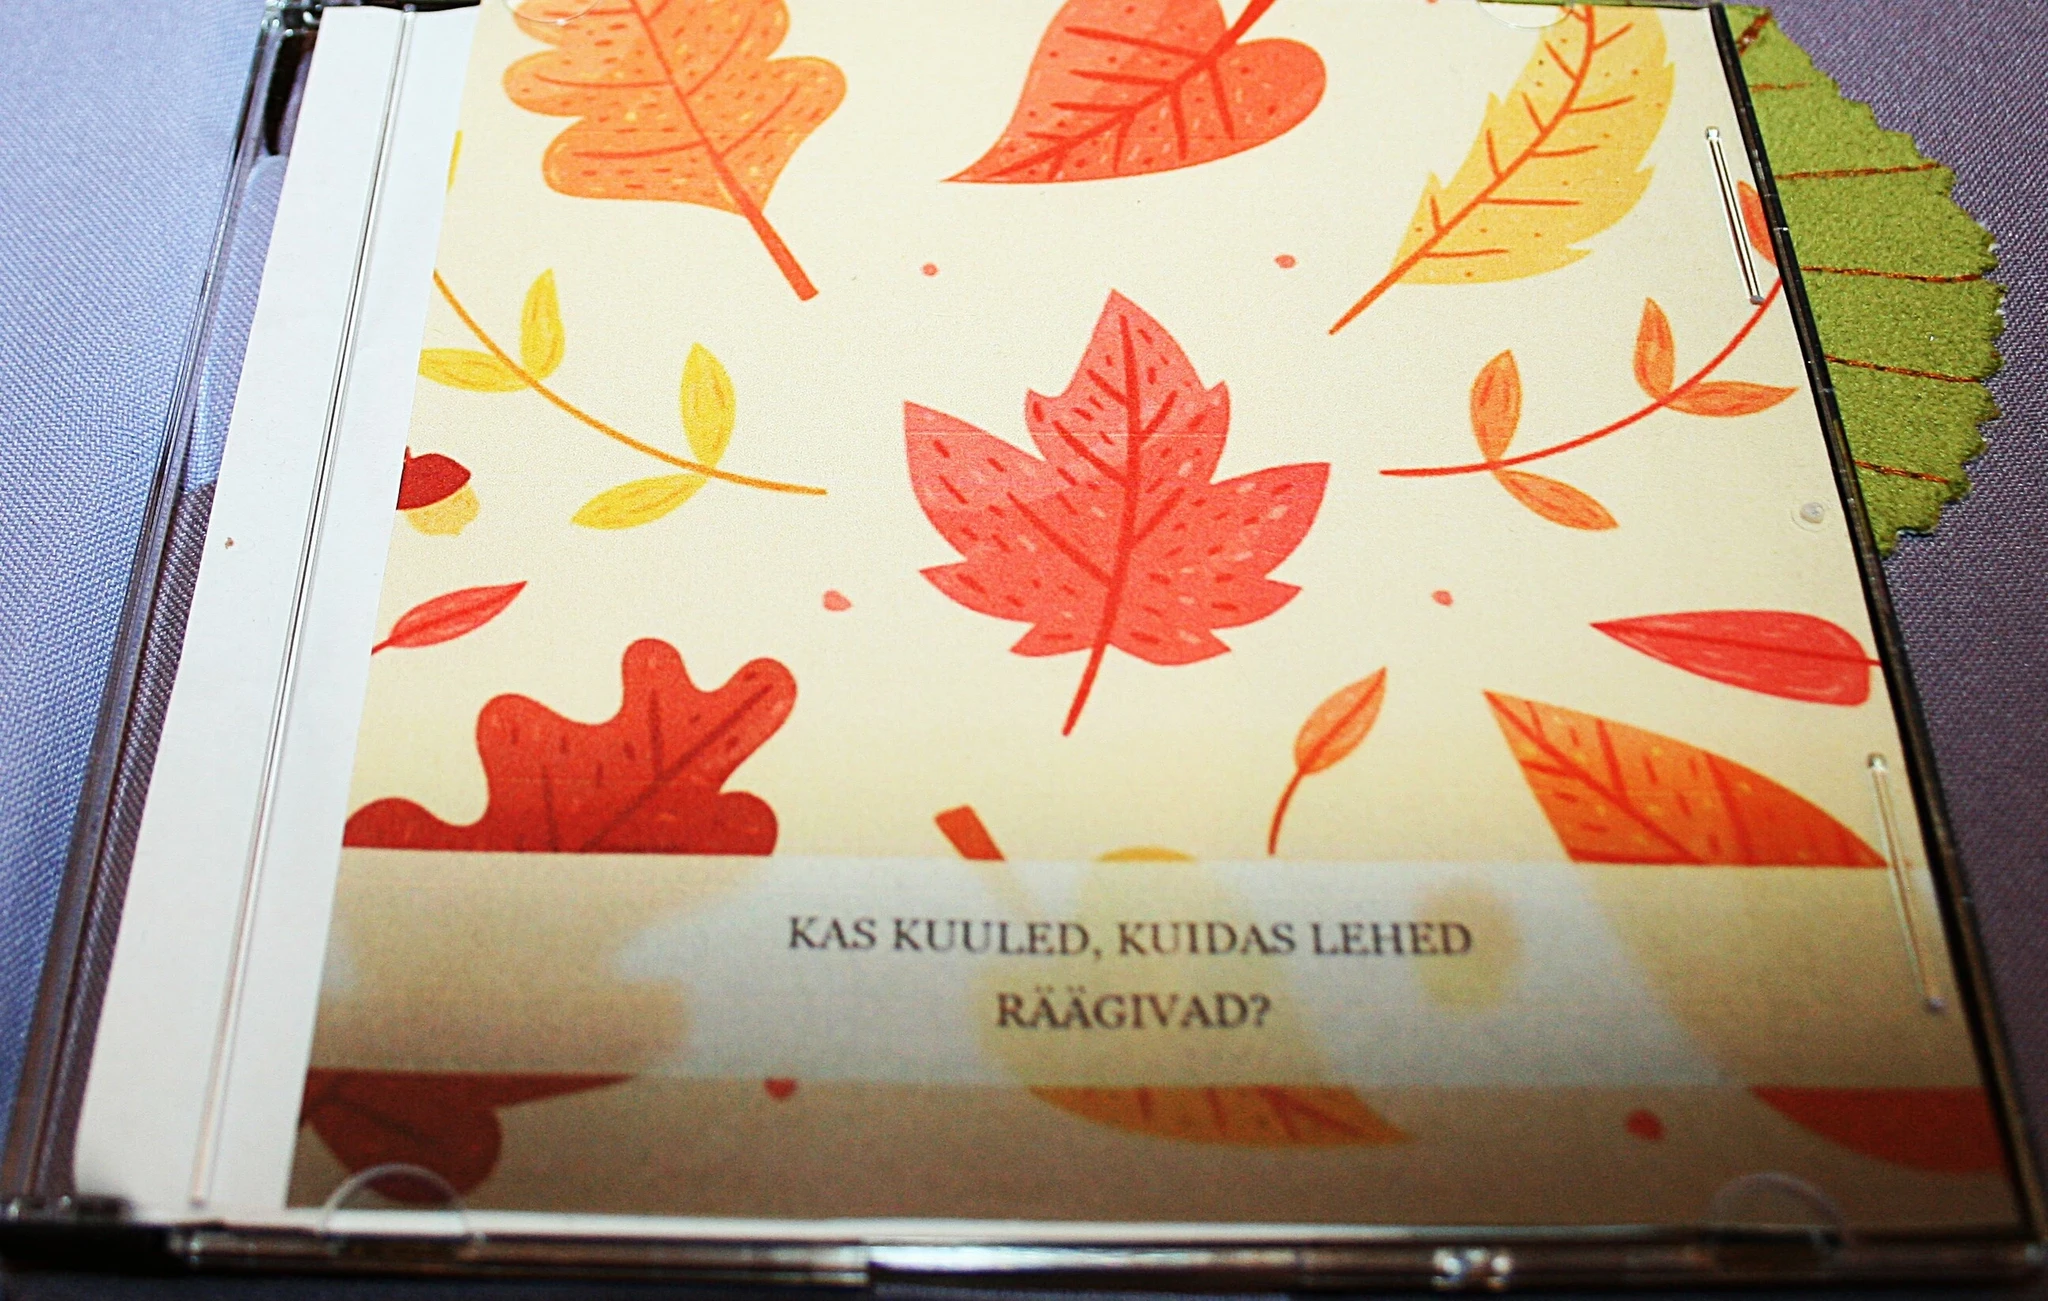 KAS KUULED, KUIDAS LEHED
RÄÄGIVAD?